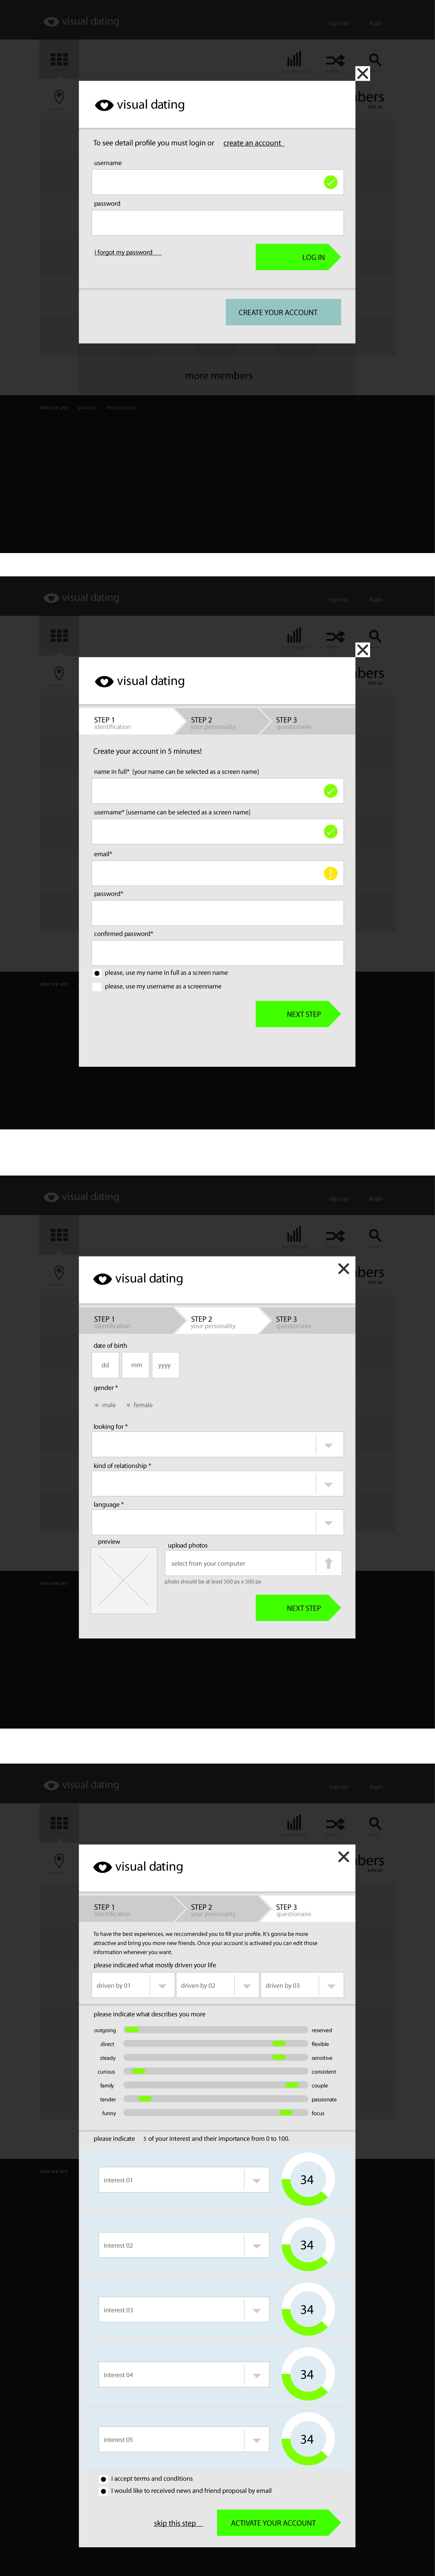 visual dating
sign up
login
visual dating
bers
join us
To see detail profile you must login or create an account
username
password
i forgot my password
LOG IN
CREATE YOUR ACCOUNT
more members
who we are
privacy
instructions
visual dating
sign up
login
visual dating
bers
join us
STEP 1
identification
STEP 2
your personality
STEP 3
questionaire
Create your account in 5 minutes!
name in full* [your name can be selected as a screen name]
username* [username can be selected as a screen name]
email*
password*
confirmed password*
please, use my name in full as a screen name
please, use my username as a screenname
NEXT STEP
who we are
visual dating
sign up
login
visual dating
bers
join us
STEP 1
identification
STEP 2
your personality
STEP 3
questionaire
date of birth
dd
mm
yyyy
gender *
male
female
looking for *
kind of relationship *
language *
preview
upload photos
select from your computer
photo should be at least 500 px x 500 px
NEXT STEP
who we are
visual dating
sign up
login
visual dating
bers
join us
STEP 1
identification
STEP 2
your personality
STEP 3
questionaire
To have the best experiences, we reccomended you to fill your profile. It's gonna be more
attractive and bring you more new friends. Once your account is activated you can edit those
information whenever you want.
please indicated what mostly driven your life
driven by 01
driven by 02
driven by 03
please indicate what describes you more
outgoing
reserved
direct
flexible
steady
sensitive
curious
consistent
family
couple
tender
passionate
funny
focus
please indicate 5 of your interest and their importance from 0 to 100.
interest 01
34
interest 02
34
who we are
interest 03
34
interest 04
34
interest 05
34
i accept terms and conditions
I would like to received news and friend proposal by email
skip this step
ACTIVATE YOUR ACCOUNT